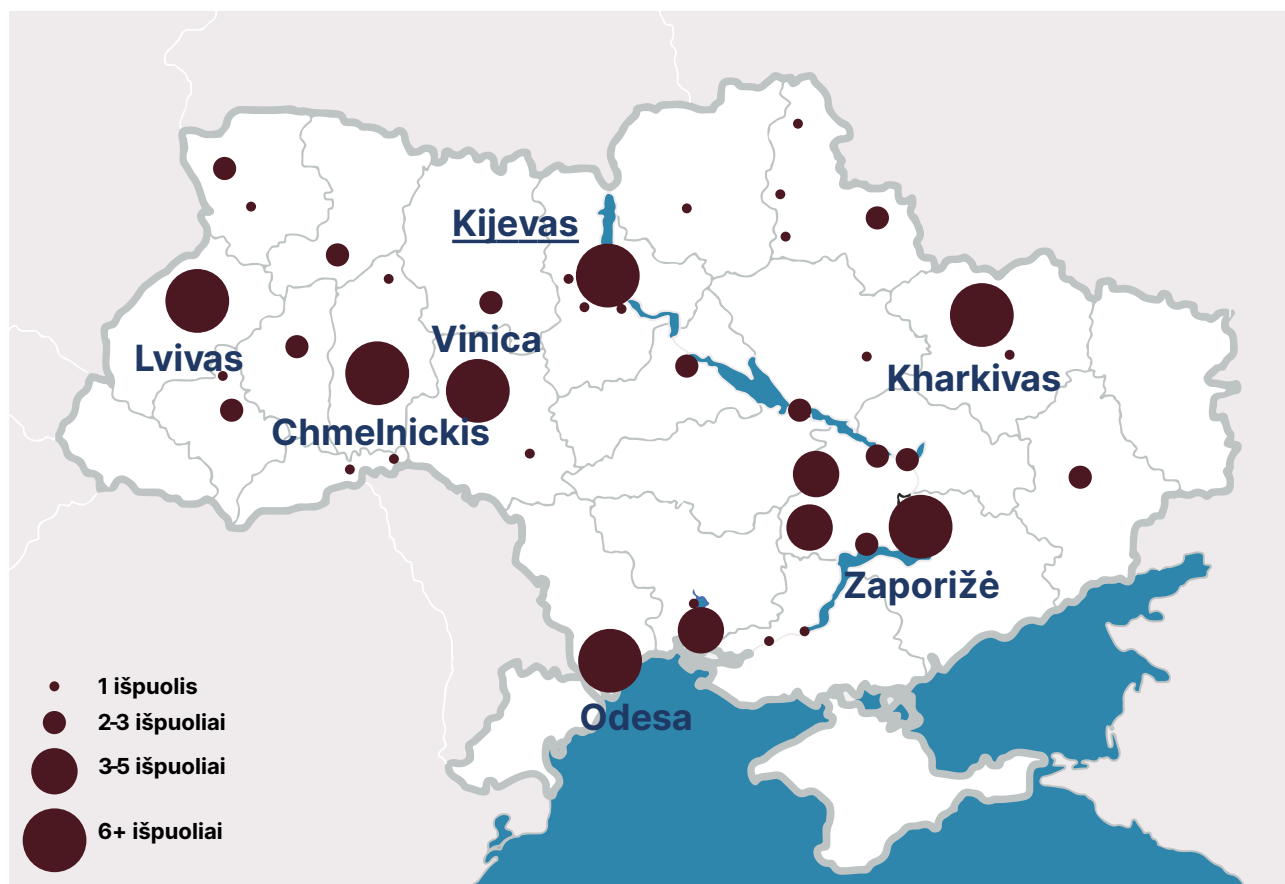 Kijevas
Vinica
Lvivas
Kharkivas
Chmelnickis
Zaporižė
Odesa
1 išpuolis
2-3 išpuoliai
3-5 išpuoliai
6+ išpuoliai